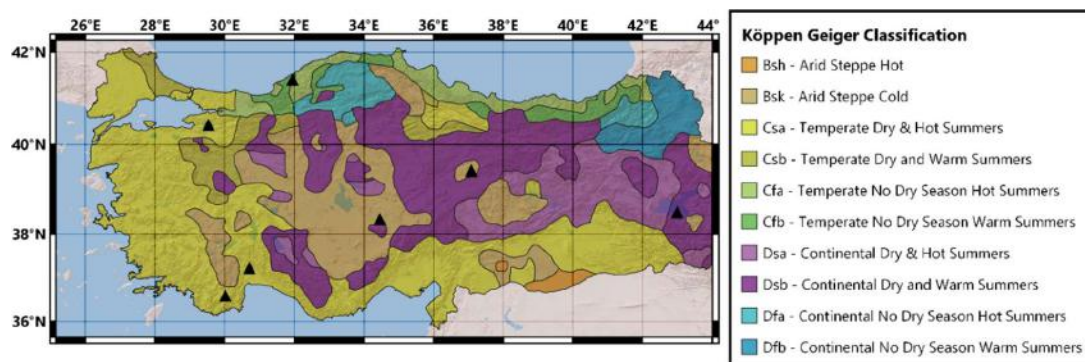 26°E 28°E 30°E 32°E 34°E 36°E 38°E 40°E 42°E 44°
42°N
40°N
38°N
36°N
Köppen Geiger Classification
Bsh - Arid Steppe Hot
Bsk - Arid Steppe Cold
Csa - Temperate Dry & Hot Summers
Csb - Temperate Dry and Warm Summers
Cfa - Temperate No Dry Season Hot Summers
Cfb - Temperate No Dry Season Warm Summers
Dsa - Continental Dry & Hot Summers
Dsb - Continental Dry and Warm Summers
Dfa - Continental No Dry Season Hot Summers
Dfb - Continental No Dry Season Warm Summers